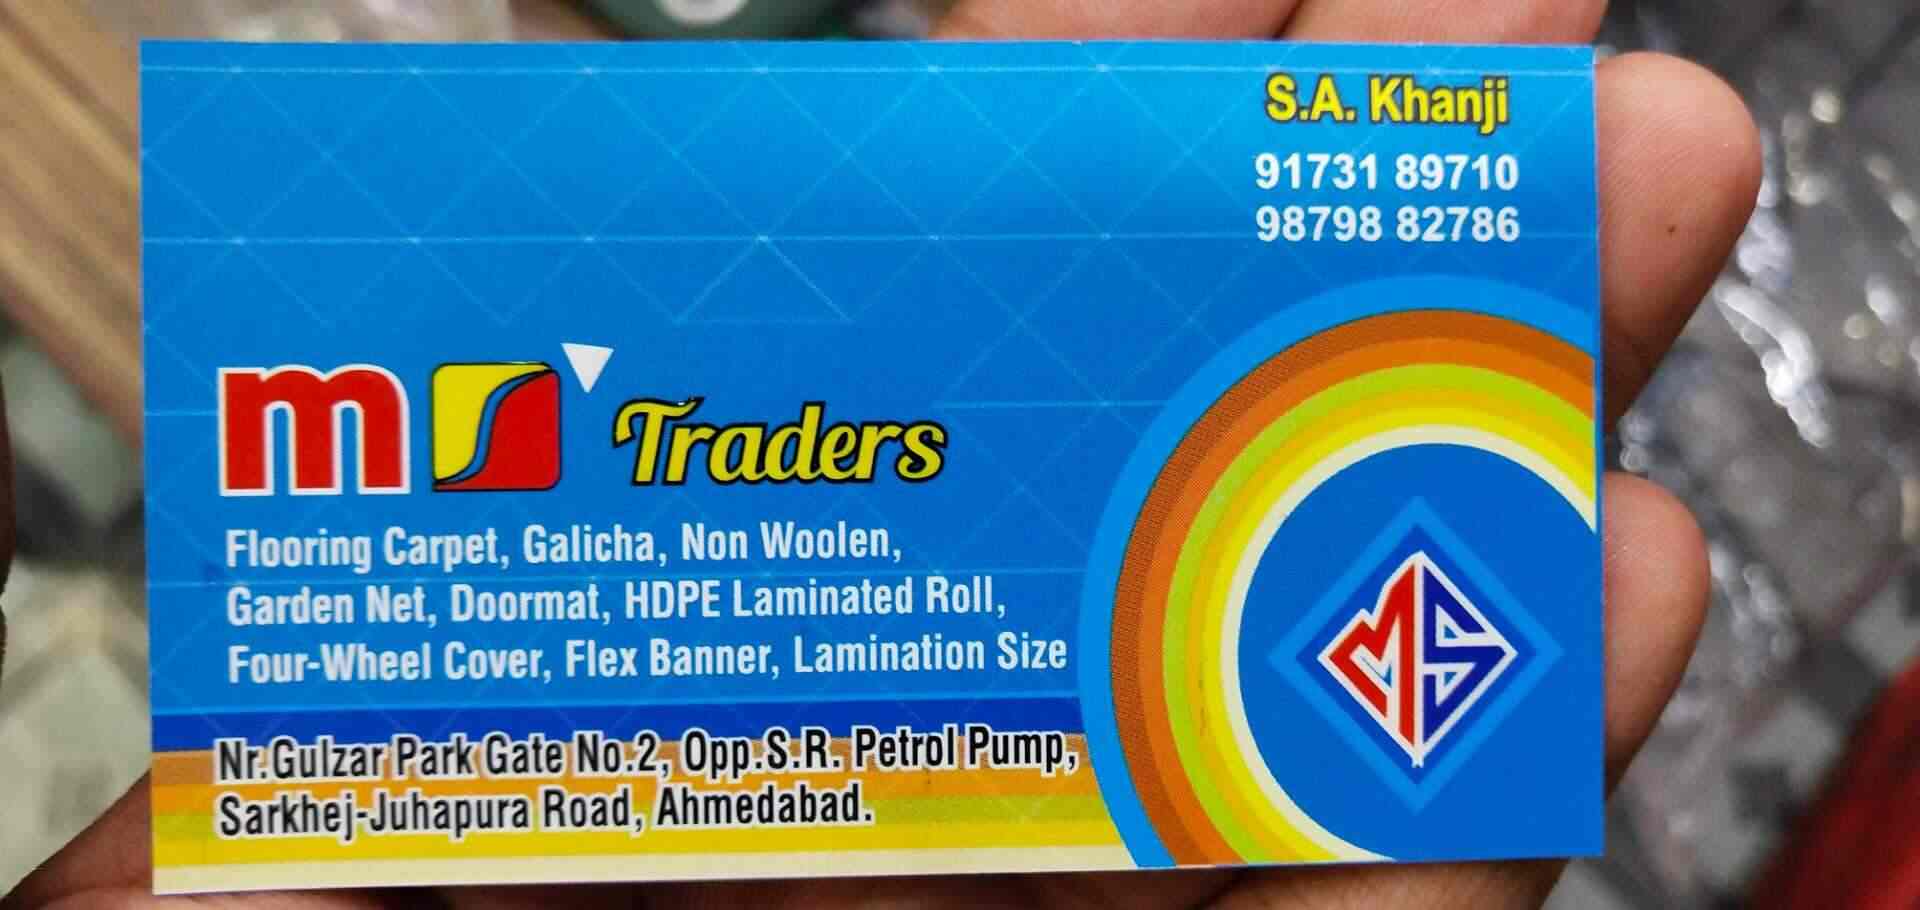 S.A. Khanji
91731 89710
98798 82786
mS Traders
Flooring Carpet, Galicha, Non Woolen,
Garden Net, Doormat, HDPE Laminated Roll,
Four-Wheel Cover, Flex Banner, Lamination Size
Nr.Gulzar Park Gate No.2, Opp.S.R. Petrol Pump,
Sarkhej-Juhapura Road, Ahmedabad.
MS